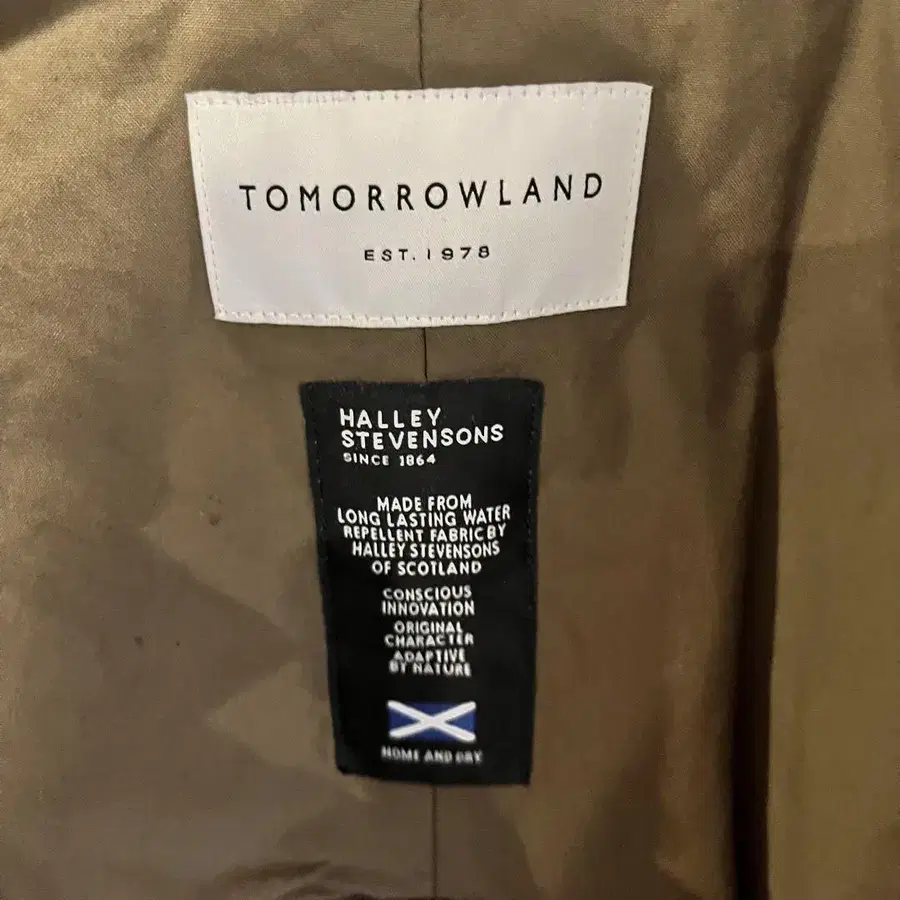 TOMORROWLAND
EST. 1978
HALLEY
STEVENSONS
SINCE 1864
MADE FROM
LONG LASTING WATER
REPELLENT FABRIC BY
HALLEY STEVENSONS
OF SCOTLAND
CONSCIOUS
INNOVATION
ORIGINAL
CHARACTER
ADAPTIVE
BY NATURE
HOME AND DRY